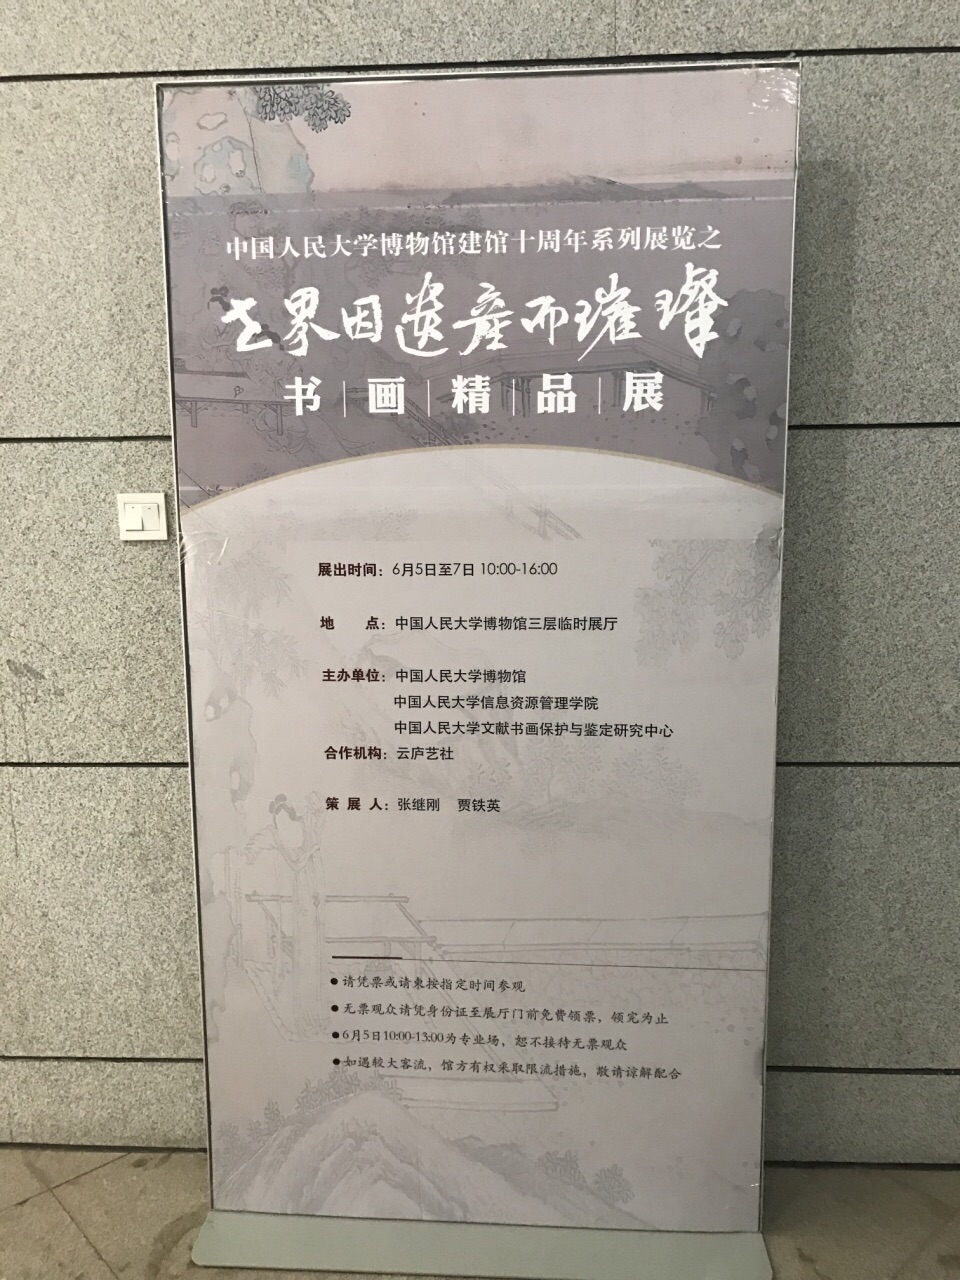 中国人民大学博物馆建馆十周年系列展览之
世界因遗产而璀璨
书|画|精|品|展
展出时间：6月5日至7日 10:00-16:00
地 点：中国人民大学博物馆三层临时展厅
主办单位：中国人民大学博物馆
中国人民大学信息资源管理学院
中国人民大学文献书画保护与鉴定研究中心
合作机构：云庐艺社
策 展 人：张继刚 贾铁英
●请凭票或请柬按指定时间参观
●无票观众请凭身份证至展厅门前免费领票，领完为止
●6月5日10:00-13:00为专业场，恕不接待无票观众
●如遇较大客流，馆方有权采取限流措施，敬请谅解配合